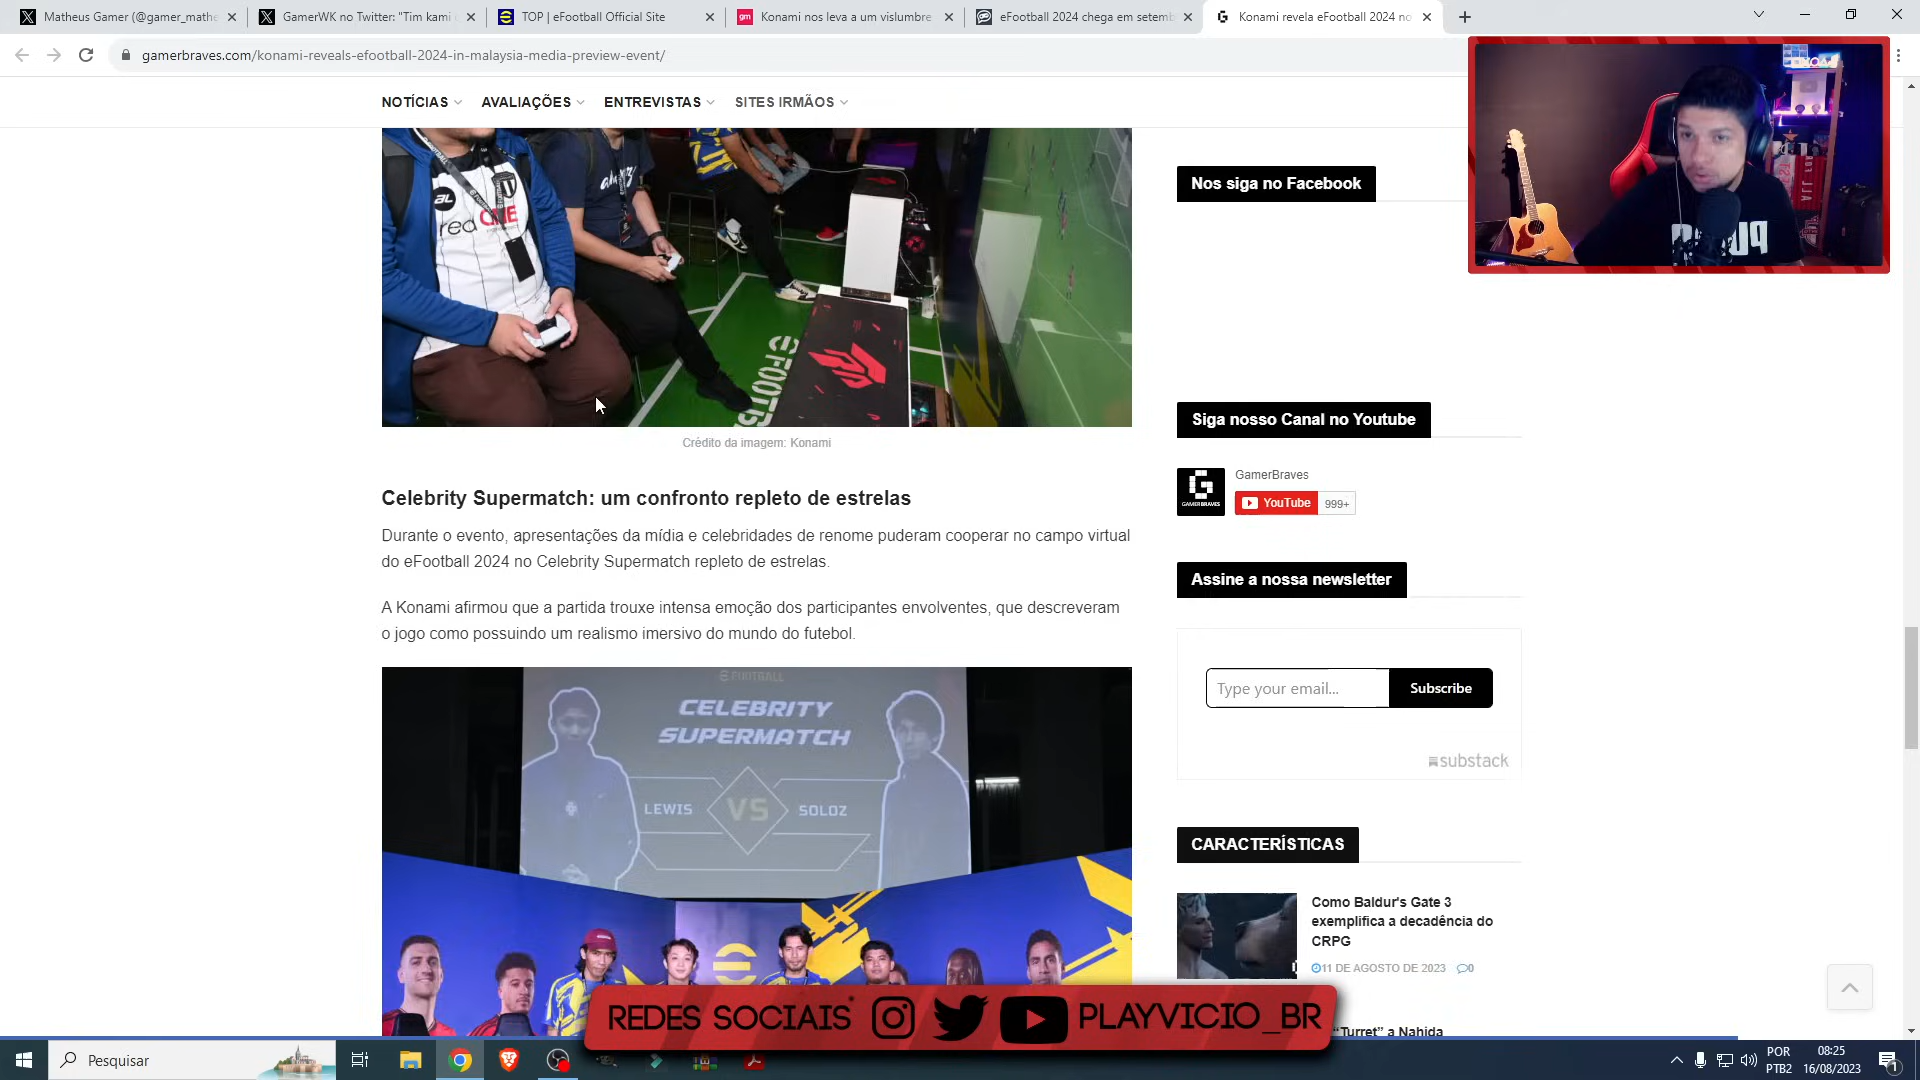 Matheus Gamer (@gamer_mathe
GamerWK no Twitter: "Tim kami
TOP | eFootball Official Site
gm
Konami nos leva a um vislumbre
eFootball 2024 chega em setemb
Konami revela eFootball 2024 no
gamerbraves.com/konami-reveals-efootball-2024-in-malaysia-media-preview-event/
NOTÍCIAS
AVALIAÇÕES
ENTREVISTAS
SITES IRMÃOS
Nos siga no Facebook
red ONE
Crédito da imagem: Konami
Siga nosso Canal no Youtube
GamerBraves
YouTube
999+
Celebrity Supermatch: um confronto repleto de estrelas
Durante o evento, apresentações da mídia e celebridades de renome puderam cooperar no campo virtual
do eFootball 2024 no Celebrity Supermatch repleto de estrelas.
A Konami afirmou que a partida trouxe intensa emoção dos participantes envolventes, que descreveram
o jogo como possuindo um realismo imersivo do mundo do futebol.
Assine a nossa newsletter
Type your email...
Subscribe
substack
CELEBRITY
SUPERMATCH
LEWIS
VS
SOLOZ
CARACTERÍSTICAS
Como Baldur's Gate 3
exemplifica a decadência do
CRPG
11 DE AGOSTO DE 2023
0
"Turret" a Nahida
REDES SOCIAIS
PLAYVICIO_BR
Pesquisar
POR
PTB2
08:25
16/08/2023
1